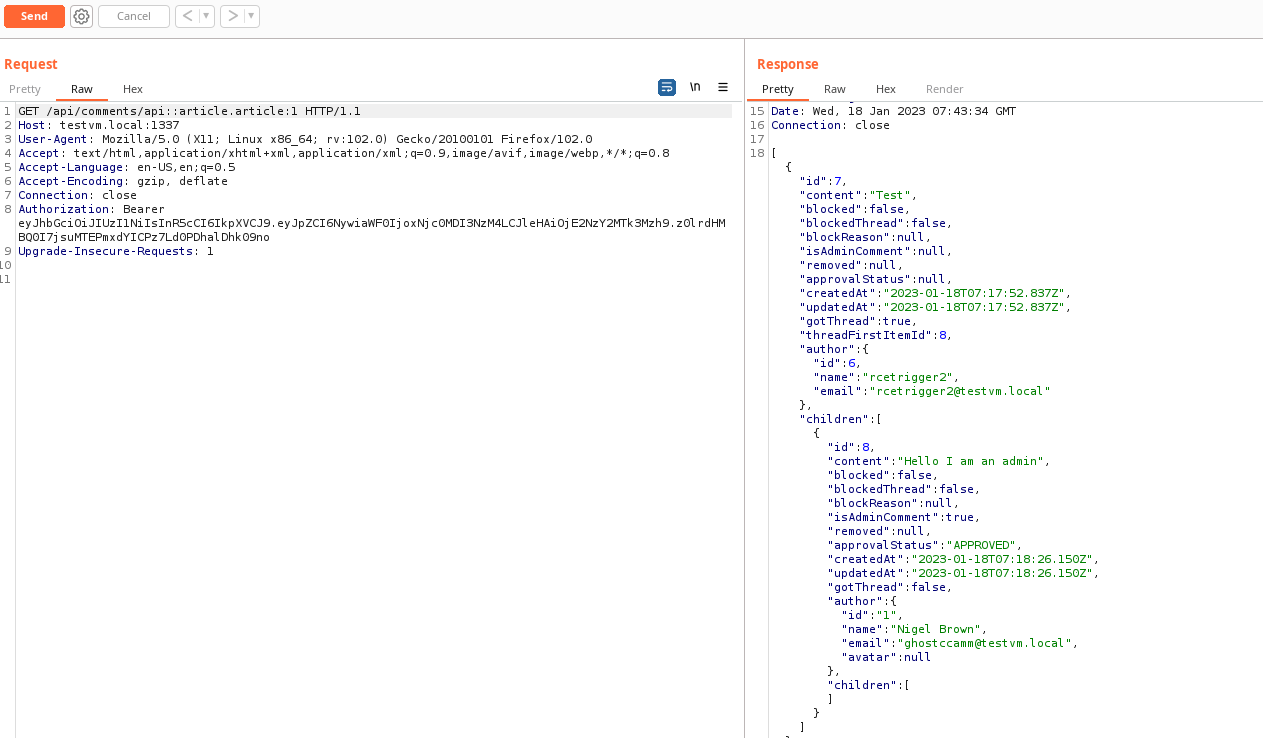 Send
Cancel
<
>
Request
Pretty Raw Hex
\n
1 GET /api/comments/api::article.article:1 HTTP/1.1
2 Host: testvm.local:1337
3 User-Agent: Mozilla/5.0 (X11; Linux x86_64; rv:102.0) Gecko/20100101 Firefox/102.0
4 Accept: text/html,application/xhtml+xml,application/xml;q=0.9,image/avif,image/webp,*/*;q=0.8
5 Accept-Language: en-US,en;q=0.5
6 Accept-Encoding: gzip, deflate
7 Connection: close
8 Authorization: Bearer
eyJhbGciOiJIUzI1NiIsInR5cCI6IkpXVCJ9.eyJpZCI6NywiaWF0IjoxNjc0MDI3NzM4LCJleHAiOjE2NzY2MTk3Mzh9.z0lrdHM
BQ0I7jsuMTEPmxdYICPz7Ld0PDhalDhk09no
9 Upgrade-Insecure-Requests: 1
10
11
Response
Pretty Raw Hex Render
15 Date: Wed, 18 Jan 2023 07:43:34 GMT
16 Connection: close
17
18 [
{
"id":7,
"content":"Test",
"blocked":false,
"blockedThread":false,
"blockReason":null,
"isAdminComment":null,
"removed":null,
"approvalStatus":null,
"createdAt":"2023-01-18T07:17:52.837Z",
"updatedAt":"2023-01-18T07:17:52.837Z",
"gotThread":true,
"threadFirstItemId":8,
"author":{
"id":6,
"name":"rcetrigger2",
"email":"rcetrigger2@testvm.local"
},
"children":[
{
"id":8,
"content":"Hello I am an admin",
"blocked":false,
"blockedThread":false,
"blockReason":null,
"isAdminComment":true,
"removed":null,
"approvalStatus":"APPROVED",
"createdAt":"2023-01-18T07:18:26.150Z",
"updatedAt":"2023-01-18T07:18:26.150Z",
"gotThread":false,
"author":{
"id":"1",
"name":"Nigel Brown",
"email":"ghostccamm@testvm.local",
"avatar":null
},
"children":[
]
}
]